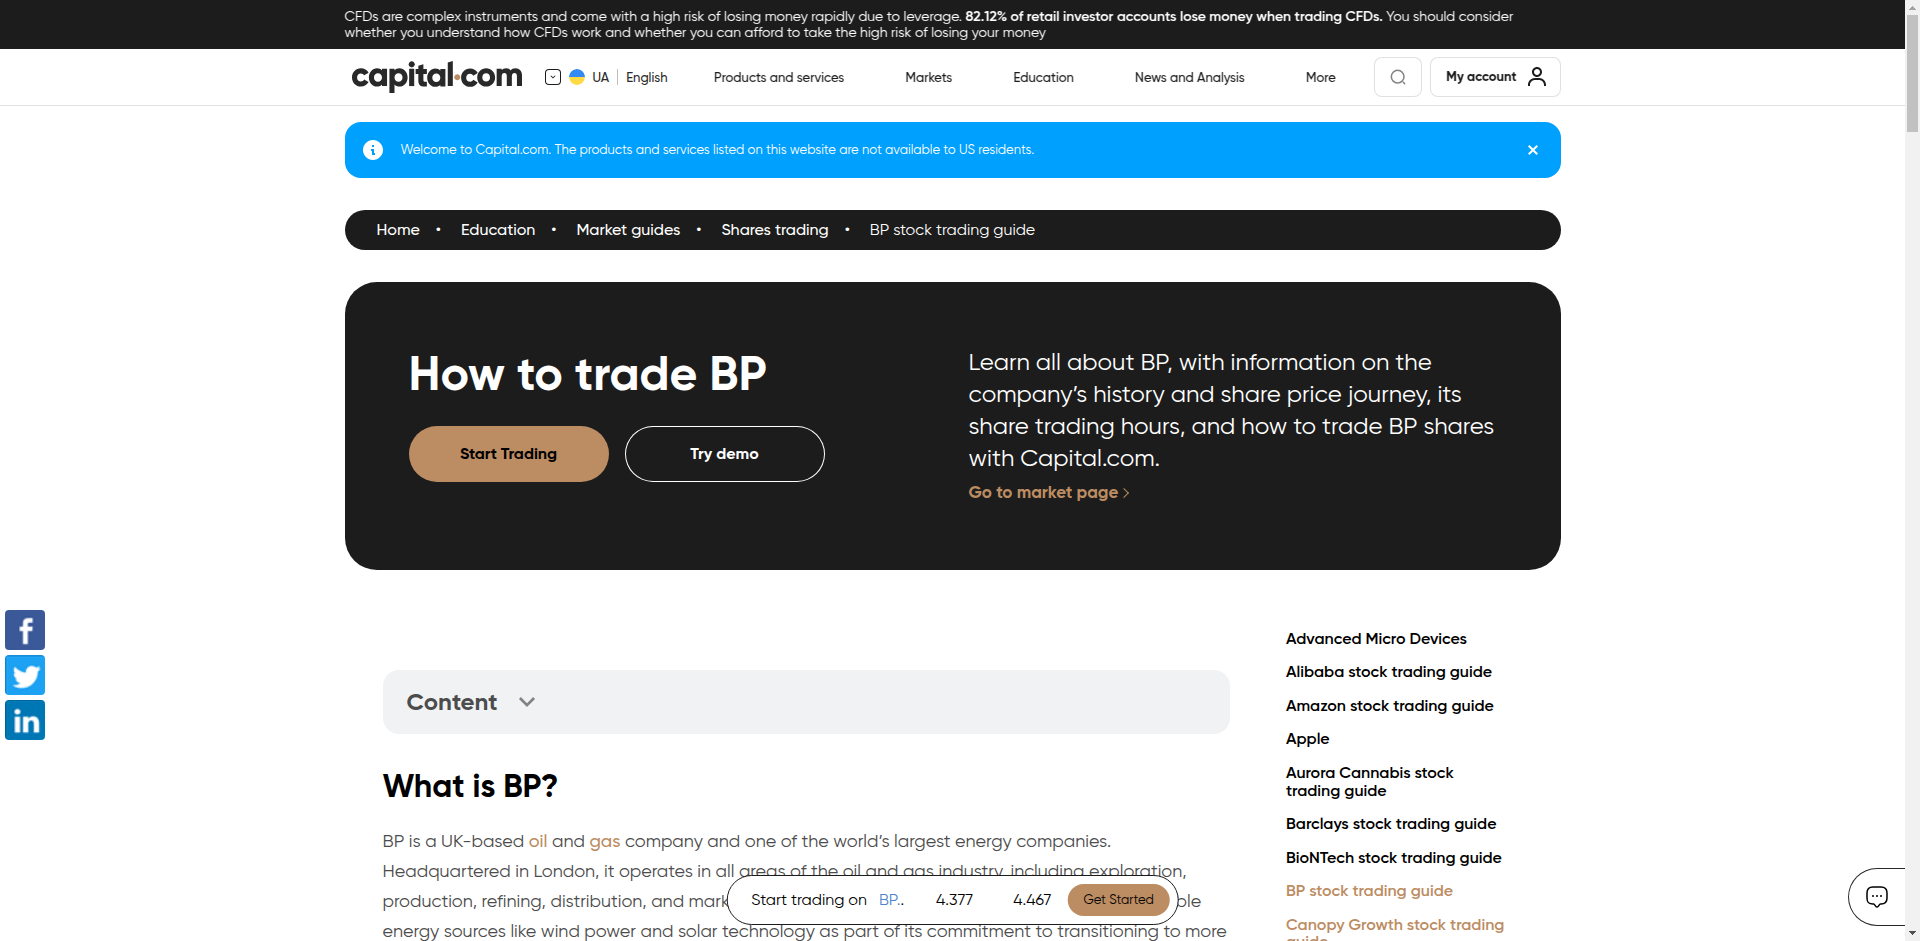 CFDs are complex instruments and come with a high risk of losing money rapidly due to leverage. 82.12% of retail investor accounts lose money when trading CFDs. You should consider
whether you understand how CFDs work and whether you can afford to take the high risk of losing your money
capital.com
UA
English
Products and services
Markets
Education
News and Analysis
More
My account
Welcome to Capital.com. The products and services listed on this website are not available to US residents.
Home • Education • Market guides • Shares trading • BP stock trading guide
How to trade BP
Start Trading
Try demo
Learn all about BP, with information on the
company’s history and share price journey, its
share trading hours, and how to trade BP shares
with Capital.com.
Go to market page
Content
What is BP?
BP is a UK-based oil and gas company and one of the world’s largest energy companies.
Headquartered in London, it operates in all areas of the oil and gas industry, including exploration,
production, refining, distribution, and mark
energy sources like wind power and solar technology as part of its commitment to transitioning to more
Start trading on BP.. 4.377 4.467 Get Started
Advanced Micro Devices
Alibaba stock trading guide
Amazon stock trading guide
Apple
Aurora Cannabis stock
trading guide
Barclays stock trading guide
BioNTech stock trading guide
BP stock trading guide
Canopy Growth stock trading